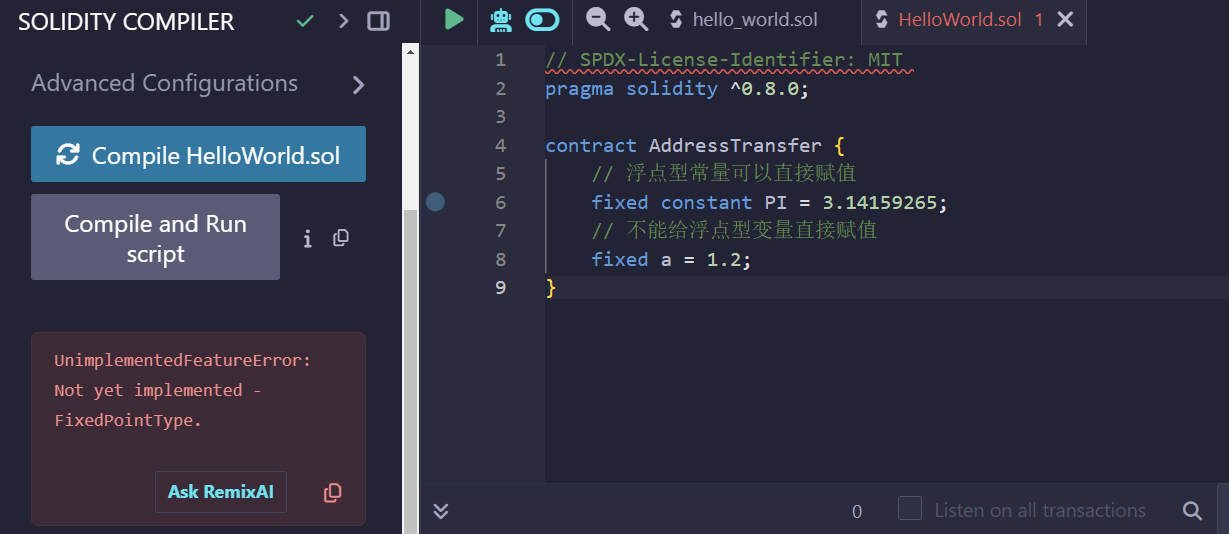 SOLIDITY COMPILER
Advanced Configurations
Compile HelloWorld.sol
Compile and Run
script
UnimplementedFeatureError:
Not yet implemented -
FixedPointType.
Ask RemixAI
hello_world.sol
HelloWorld.sol 1
1 // SPDX-License-Identifier: MIT
2 pragma solidity ^0.8.0;
3
4 contract AddressTransfer {
5 // 浮点型常量可以直接赋值
6 fixed constant PI = 3.14159265;
7 // 不能给浮点型变量直接赋值
8 fixed a = 1.2;
9 }
0 Listen on all transactions